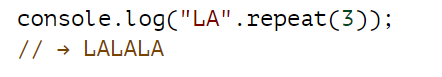 console.log("LA".repeat(3));
// → LALALA